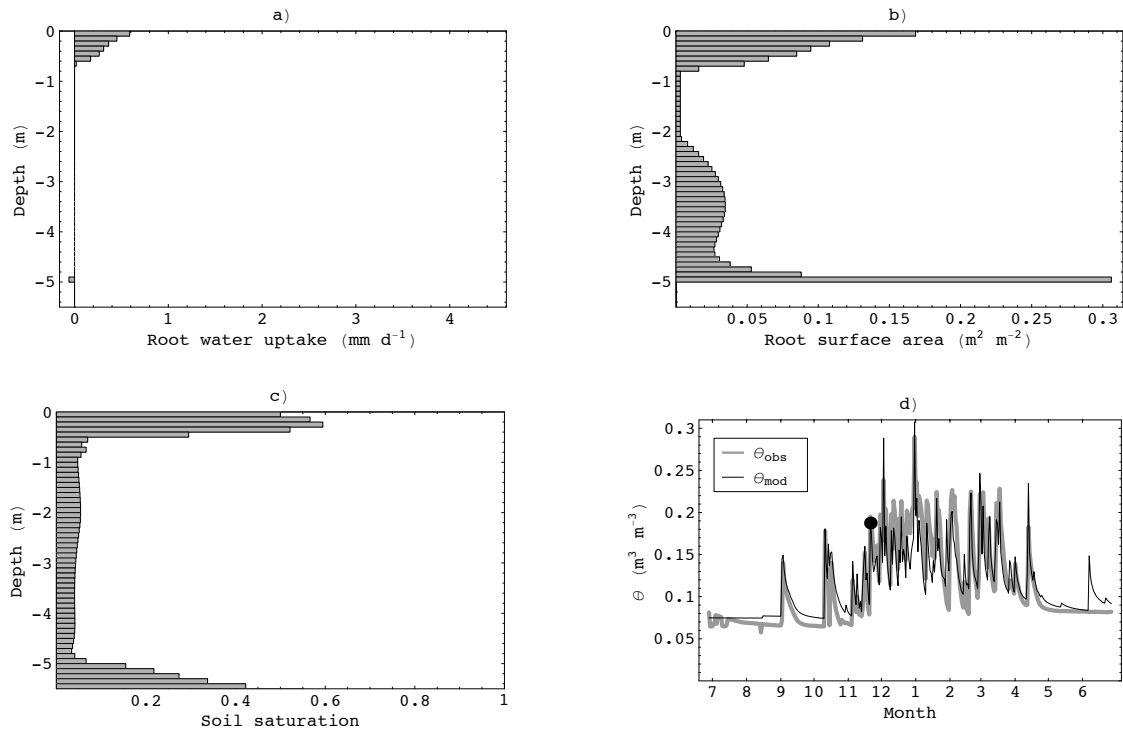 a)
0
-1
-2
-3
-4
-5
Depth (m)
0 1 2 3 4
Root water uptake (mm d⁻¹)
b)
0
-1
-2
-3
-4
-5
Depth (m)
0.05 0.1 0.15 0.2 0.25 0.3
Root surface area (m² m⁻²)
c)
0
-1
-2
-3
-4
-5
Depth (m)
0.2 0.4 0.6 0.8 1
Soil saturation
d)
0.3
0.25
0.2
0.15
0.1
0.05
θ (m³ m⁻³)
θobs
θmod
7 8 9 10 11 12 1 2 3 4 5 6
Month